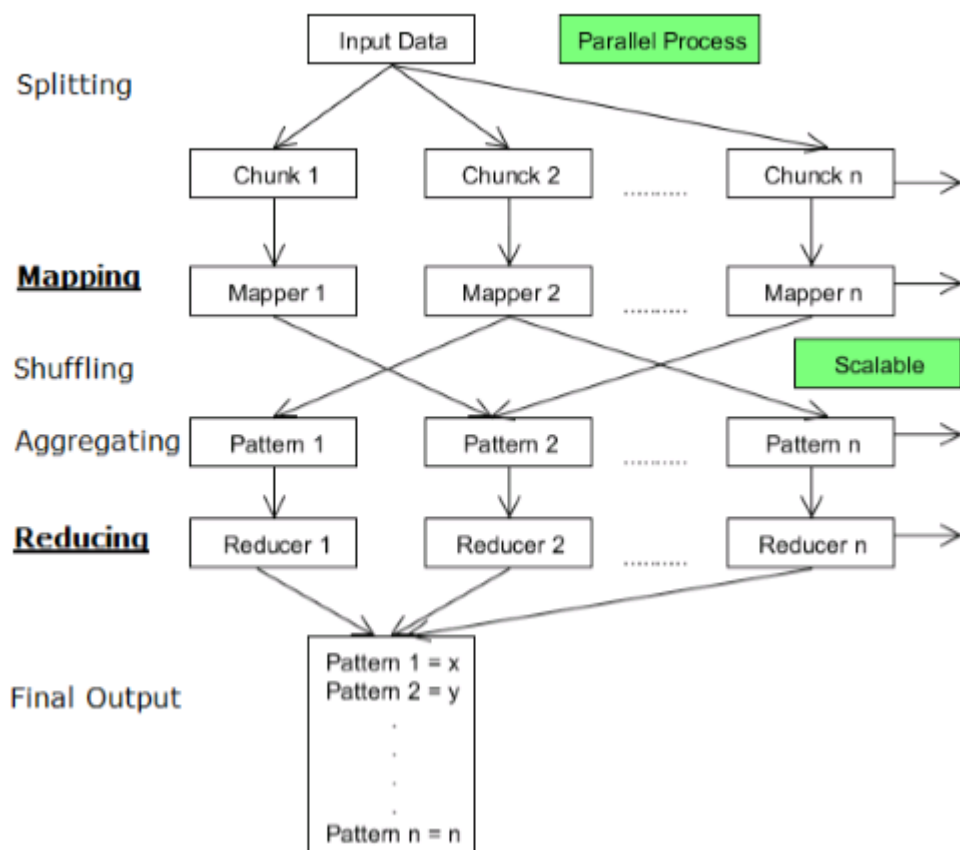 Input Data
Parallel Process
Splitting
Chunk 1
Chunck 2
..........
Chunck n
Mapping
Mapper 1
Mapper 2
..........
Mapper n
Shuffling
Scalable
Aggregating
Pattern 1
Pattern 2
..........
Pattern n
Reducing
Reducer 1
Reducer 2
..........
Reducer n
Final Output
Pattern 1 = x
Pattern 2 = y
.
.
.
.
Pattern n = n